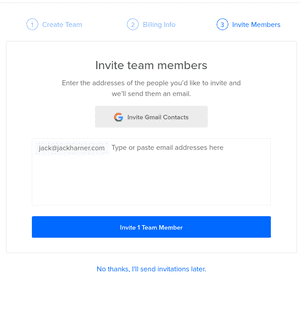 1 Create Team 2 Billing Info 3 Invite Members
Invite team members
Enter the addresses of the people you'd like to invite and
we'll send them an email.
Invite Gmail Contacts
jack@jackharner.com Type or paste email addresses here
Invite 1 Team Member
No thanks, I'll send invitations later.